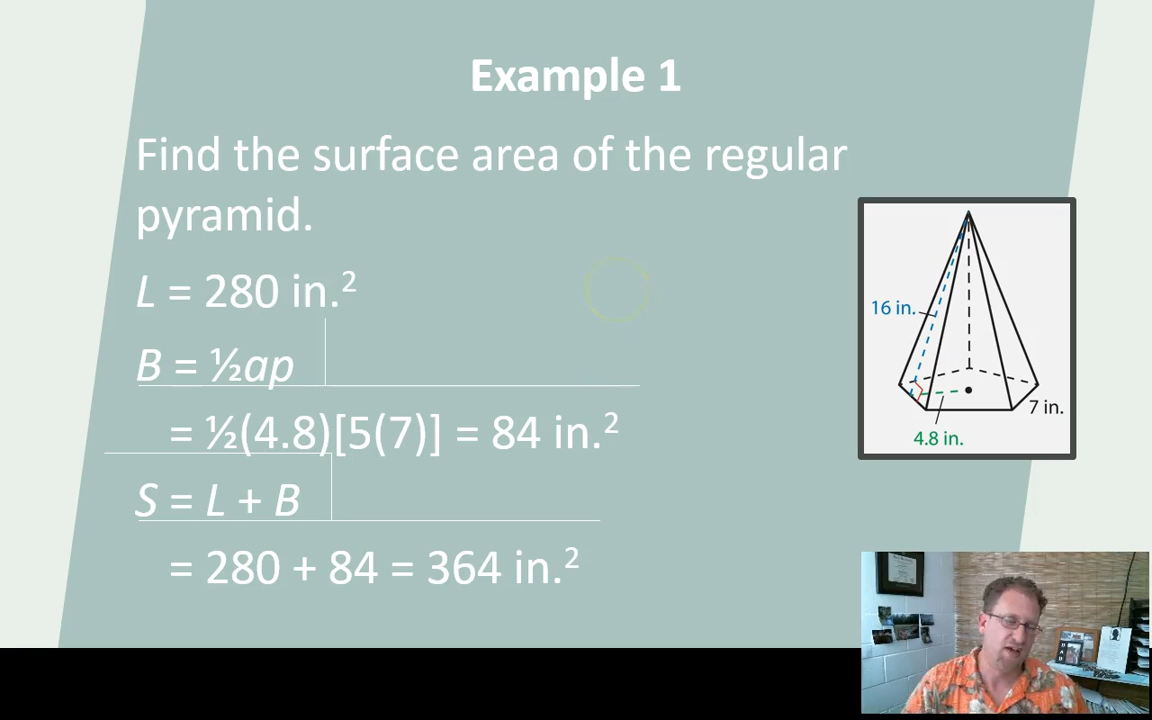 Example 1
Find the surface area of the regular
pyramid.
L = 280 in.²
B = ½ap
= ½(4.8)[5(7)] = 84 in.²
S = L + B
= 280 + 84 = 364 in.²
16 in.
7 in.
4.8 in.